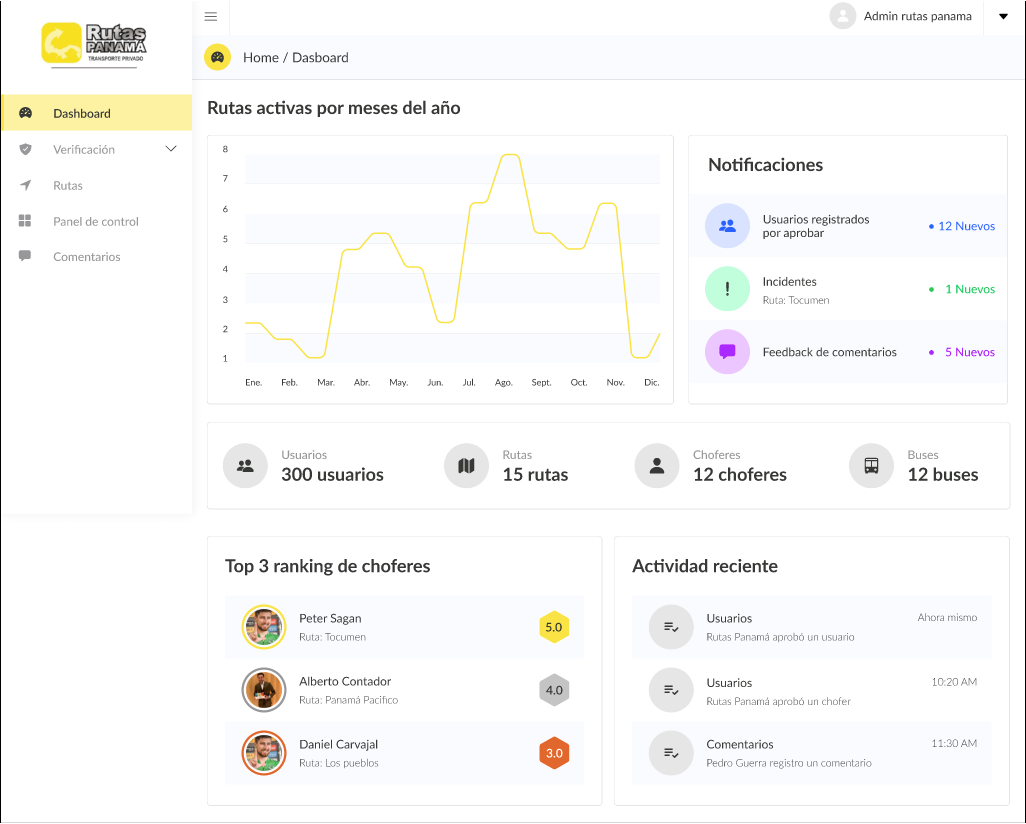 Rutas
PANAMÁ
TRANSPORTE PRIVADO
Admin rutas panama
Home / Dasboard
Dashboard
Verificación
Rutas
Panel de control
Comentarios
Rutas activas por meses del año
8
7
6
5
4
3
2
1
Ene. Feb. Mar. Abr. May. Jun. Jul. Ago. Sept. Oct. Nov. Dic.
Notificaciones
Usuarios registrados
por aprobar
• 12 Nuevos
Incidentes
Ruta: Tocumen
• 1 Nuevos
Feedback de comentarios
• 5 Nuevos
Usuarios
300 usuarios
Rutas
15 rutas
Choferes
12 choferes
Buses
12 buses
Top 3 ranking de choferes
Peter Sagan
Ruta: Tocumen
5.0
Alberto Contador
Ruta: Panamá Pacifico
4.0
Daniel Carvajal
Ruta: Los pueblos
3.0
Actividad reciente
Usuarios
Rutas Panamá aprobó un usuario
Ahora mismo
Usuarios
Rutas Panamá aprobó un chofer
10:20 AM
Comentarios
Pedro Guerra registro un comentario
11:30 AM